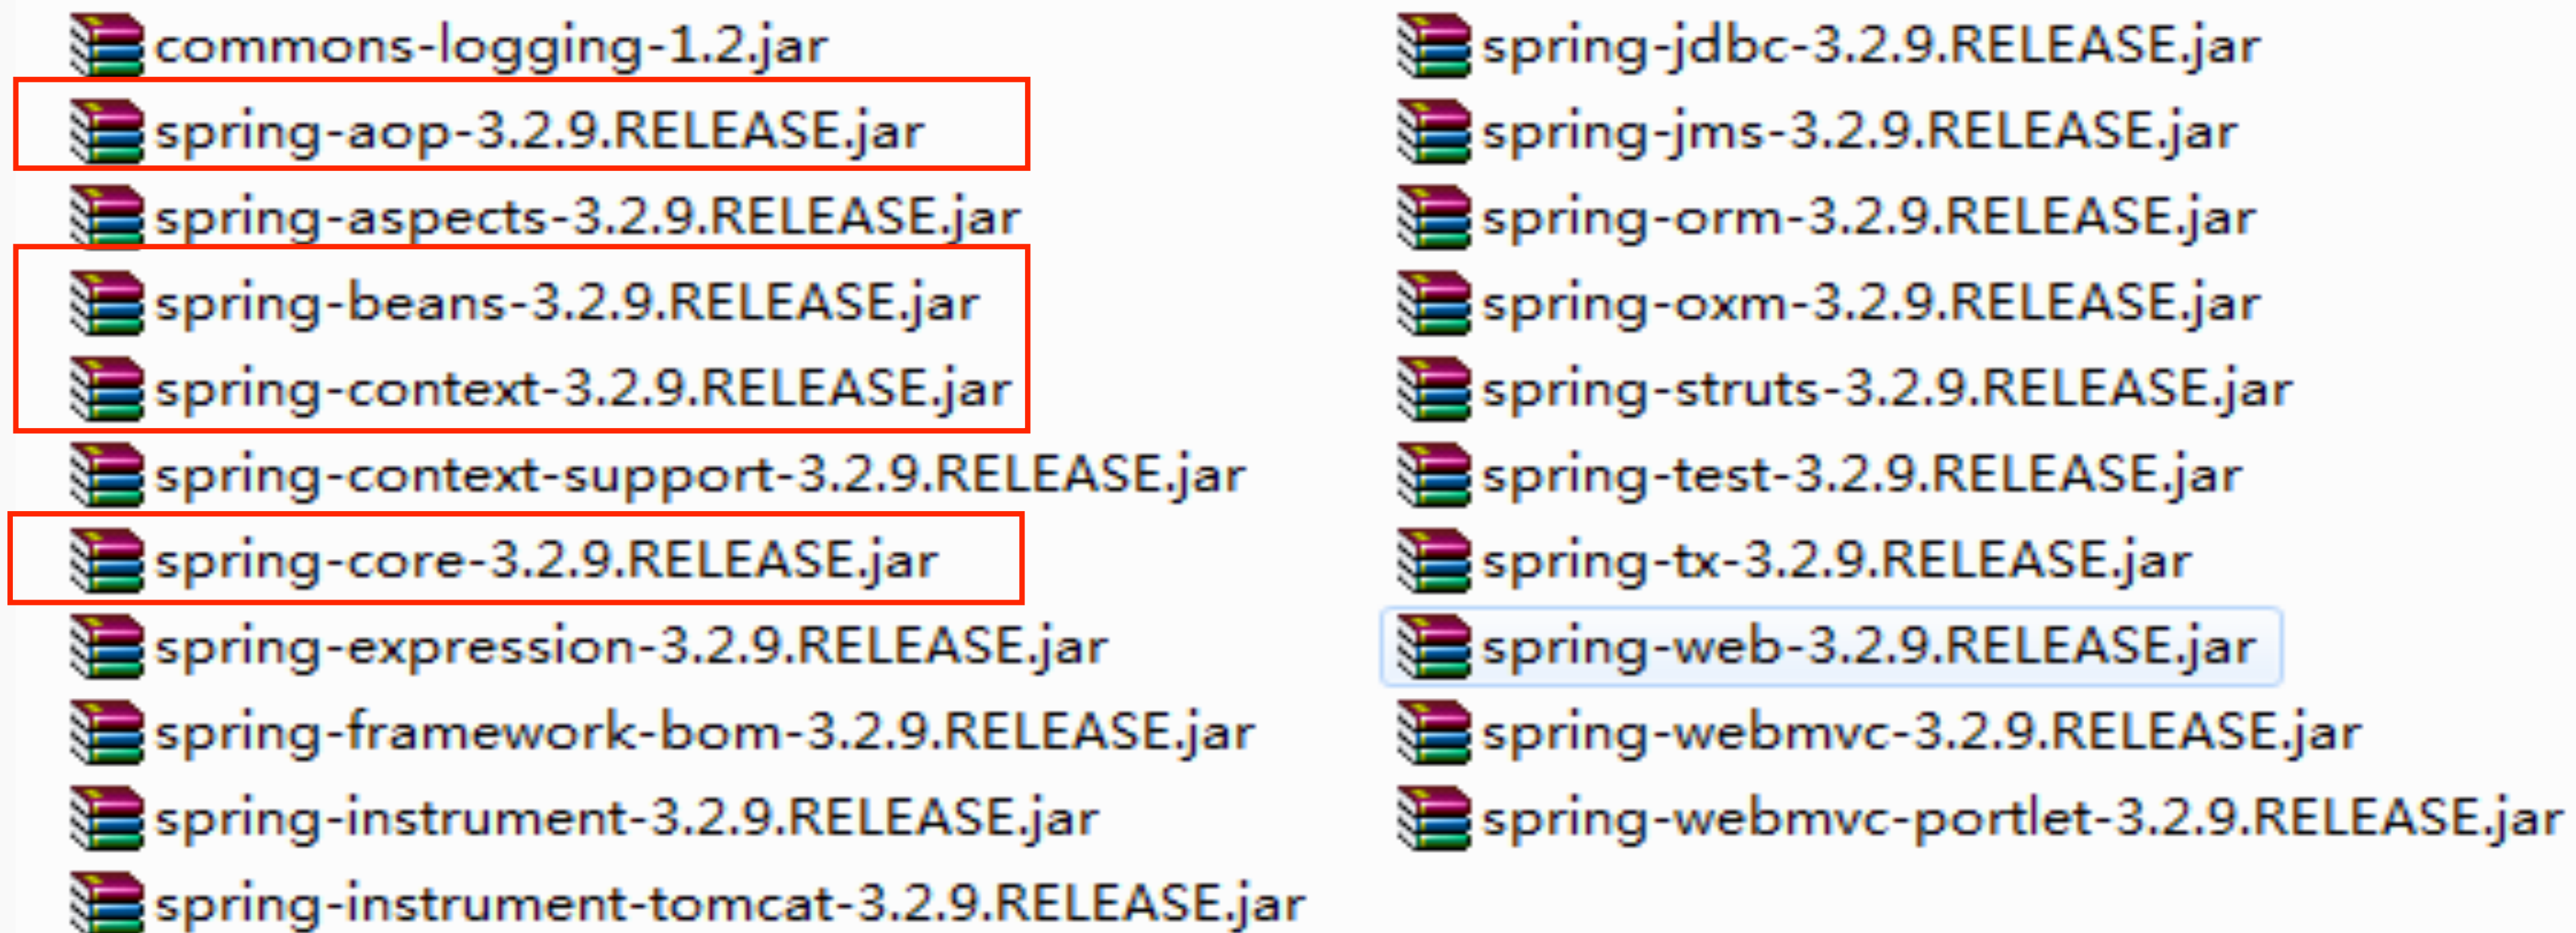 commons-logging-1.2.jar
spring-aop-3.2.9.RELEASE.jar
spring-aspects-3.2.9.RELEASE.jar
spring-beans-3.2.9.RELEASE.jar
spring-context-3.2.9.RELEASE.jar
spring-context-support-3.2.9.RELEASE.jar
spring-core-3.2.9.RELEASE.jar
spring-expression-3.2.9.RELEASE.jar
spring-framework-bom-3.2.9.RELEASE.jar
spring-instrument-3.2.9.RELEASE.jar
spring-instrument-tomcat-3.2.9.RELEASE.jar
spring-jdbc-3.2.9.RELEASE.jar
spring-jms-3.2.9.RELEASE.jar
spring-orm-3.2.9.RELEASE.jar
spring-oxm-3.2.9.RELEASE.jar
spring-struts-3.2.9.RELEASE.jar
spring-test-3.2.9.RELEASE.jar
spring-tx-3.2.9.RELEASE.jar
spring-web-3.2.9.RELEASE.jar
spring-webmvc-3.2.9.RELEASE.jar
spring-webmvc-portlet-3.2.9.RELEASE.jar